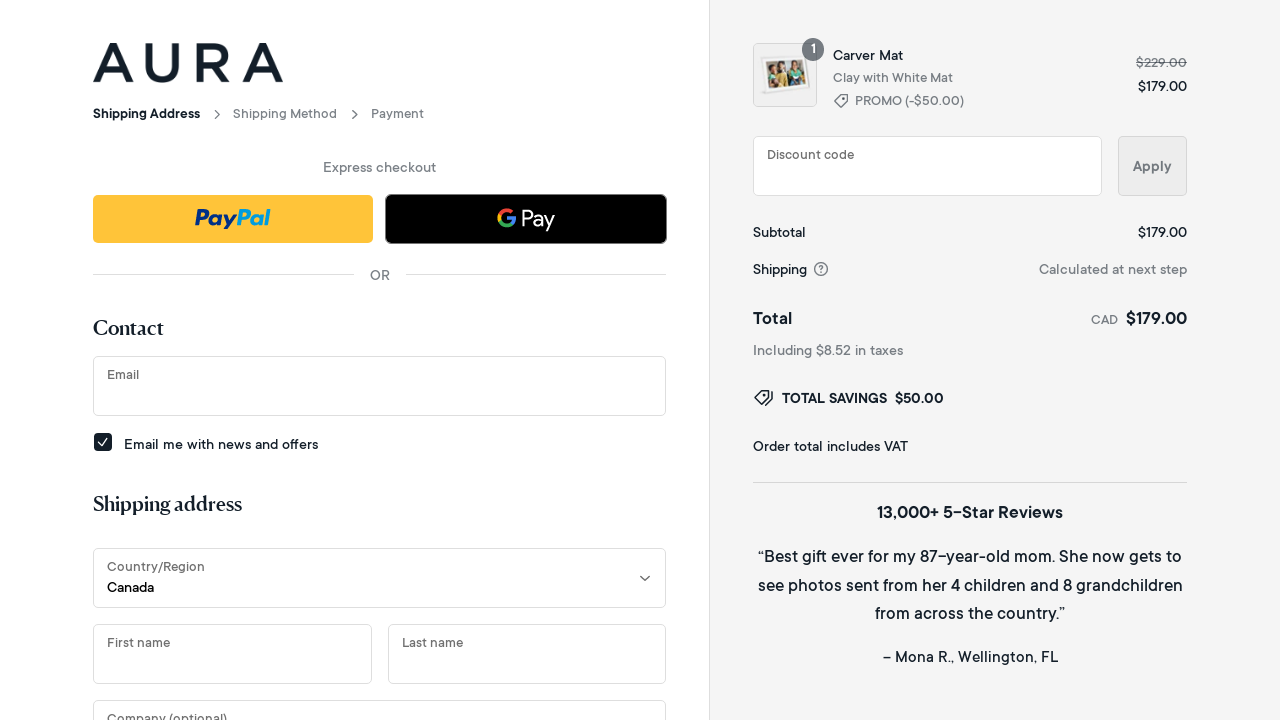 AURA
Shipping Address > Shipping Method > Payment
Express checkout
PayPal
G Pay
OR
Contact
Email
Email me with news and offers
Shipping address
Country/Region
Canada
First name
Last name
Company (optional)
1
Carver Mat
Clay with White Mat
PROMO (-$50.00)
$229.00
$179.00
Discount code
Apply
Subtotal
$179.00
Shipping
Calculated at next step
Total
CAD $179.00
Including $8.52 in taxes
TOTAL SAVINGS $50.00
Order total includes VAT
13,000+ 5-Star Reviews
“Best gift ever for my 87-year-old mom. She now gets to
see photos sent from her 4 children and 8 grandchildren
from across the country.”
– Mona R., Wellington, FL